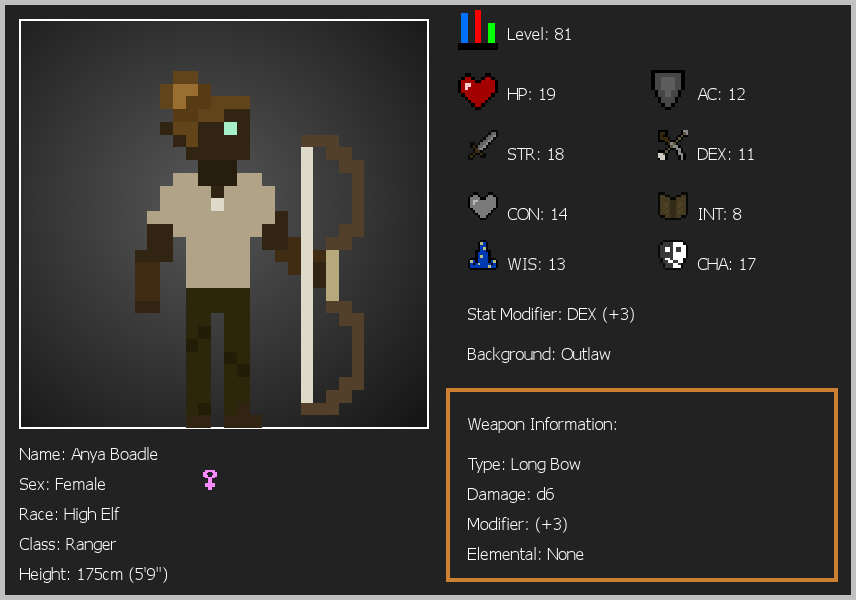 Level: 81
HP: 19
AC: 12
STR: 18
DEX: 11
CON: 14
INT: 8
WIS: 13
CHA: 17
Stat Modifier: DEX (+3)
Background: Outlaw
Weapon Information:
Type: Long Bow
Damage: d6
Modifier: (+3)
Elemental: None
Name: Anya Boadle
Sex: Female
Race: High Elf
Class: Ranger
Height: 175cm (5'9")